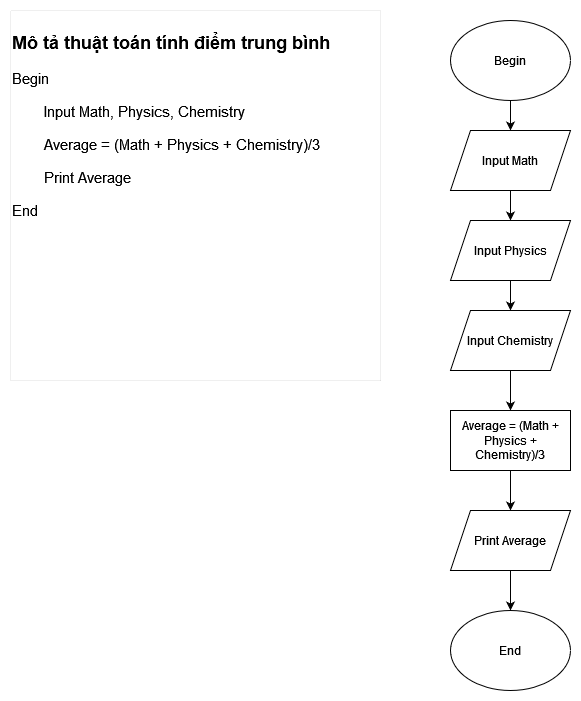 Mô tả thuật toán tính điểm trung bình
Begin
Input Math, Physics, Chemistry
Average = (Math + Physics + Chemistry)/3
Print Average
End
Begin
Input Math
Input Physics
Input Chemistry
Average = (Math +
Physics +
Chemistry)/3
Print Average
End